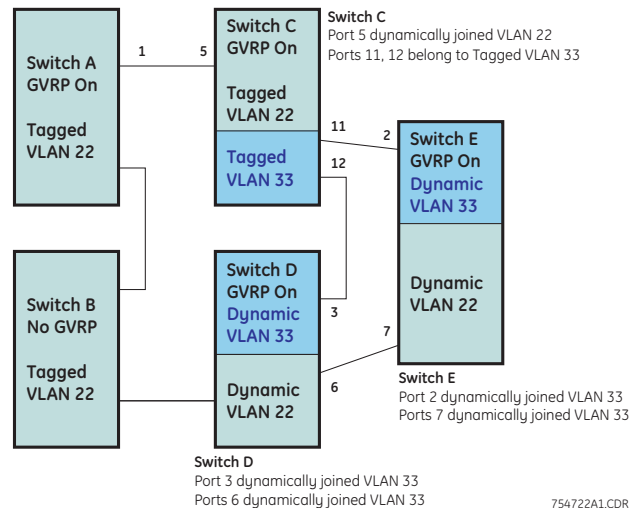 Switch A
GVRP On
Tagged
VLAN 22
1
5
Switch C
GVRP On
Tagged
VLAN 22
Tagged
VLAN 33
Switch C
Port 5 dynamically joined VLAN 22
Ports 11, 12 belong to Tagged VLAN 33
11
12
2
Switch E
GVRP On
Dynamic
VLAN 33
Dynamic
VLAN 22
Switch B
No GVRP
Tagged
VLAN 22
Switch D
GVRP On
Dynamic
VLAN 33
Dynamic
VLAN 22
3
7
6
Switch E
Port 2 dynamically joined VLAN 33
Ports 7 dynamically joined VLAN 33
Switch D
Port 3 dynamically joined VLAN 33
Ports 6 dynamically joined VLAN 33
754722A1.CDR